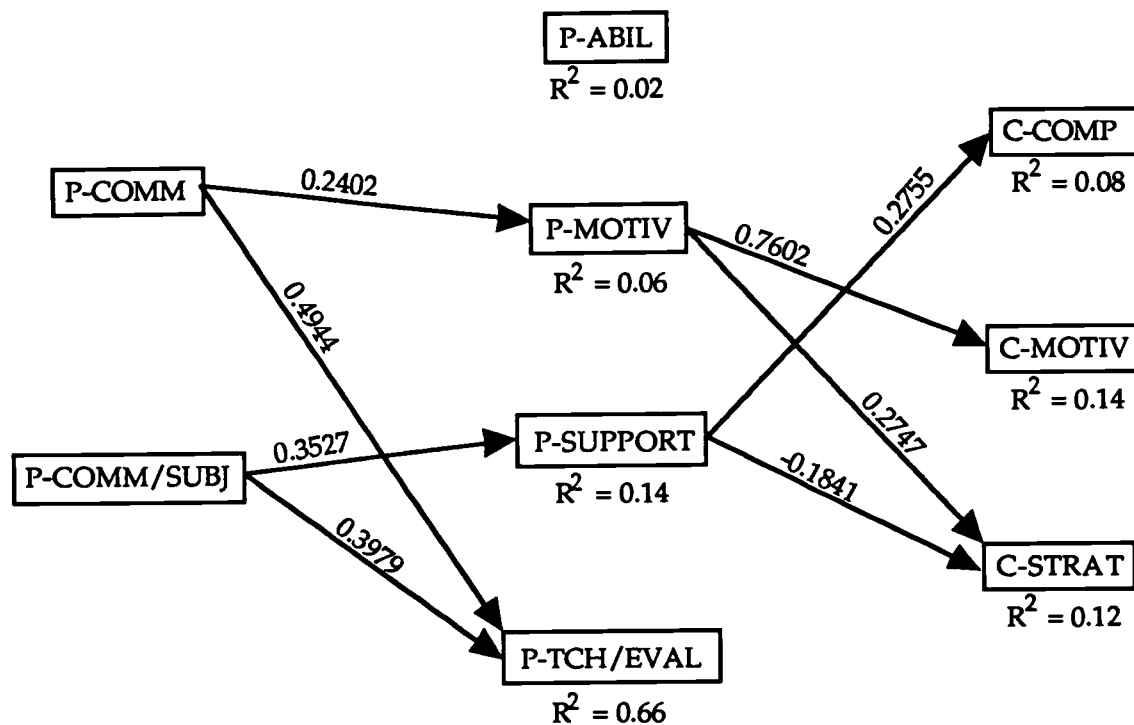 P-ABIL
R² = 0.02
C-COMP
R² = 0.08
P-COMM
0.2402
P-MOTIV
R² = 0.06
0.2755
0.7602
0.4944
C-MOTIV
R² = 0.14
0.2747
P-COMM/SUBJ
0.3527
P-SUPPORT
R² = 0.14
-0.1841
0.3979
C-STRAT
R² = 0.12
P-TCH/EVAL
R² = 0.66